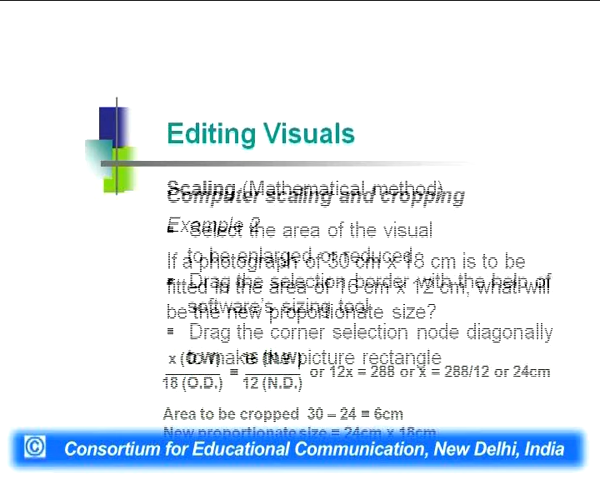 Editing Visuals
Scaling (Mathematical method)
Computer scaling and cropping
Example 2
Select the area of the visual
to be enlarged or reduced
If a photograph of 30 cm x 18 cm is to be
Drag the selection border with the help of
fitted in the area of 16 cm x 12 cm, what will
software's sizing tool
be the new proportionate size?
Drag the corner selection node diagonally
to make the picture rectangle
x (O.W) = 16 (N.W)
18 (O.D.) 12 (N.D.) or 12x = 288 or x = 288/12 or 24cm
Area to be cropped 30 – 24 = 6cm
New proportionate size = 24cm x 18cm
© Consortium for Educational Communication, New Delhi, India